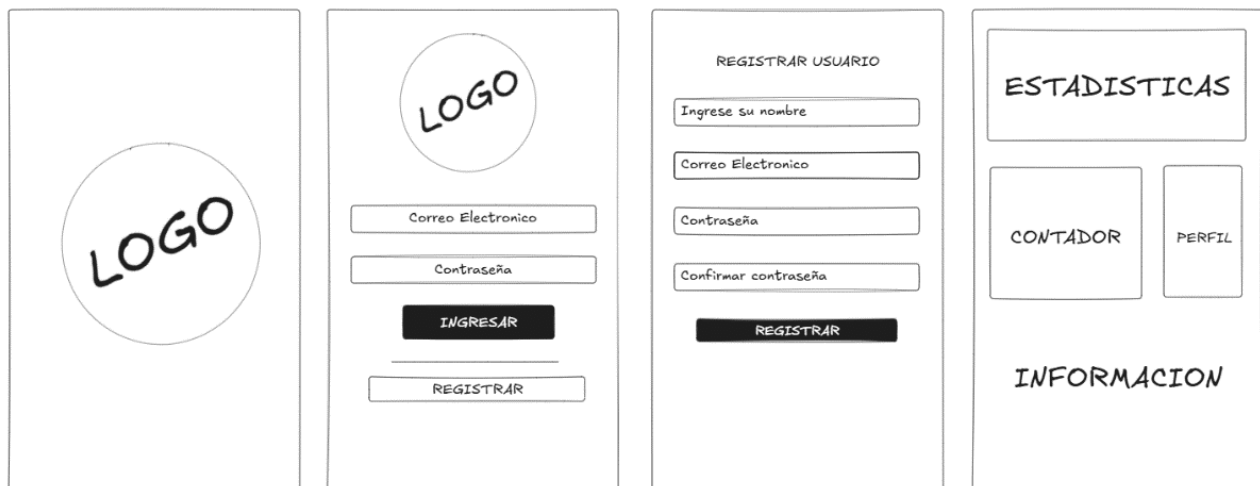 LOGO
LOGO
Correo Electronico
Contraseña
INGRESAR
REGISTRAR
REGISTRAR USUARIO
Ingrese su nombre
Correo Electronico
Contraseña
Confirmar contraseña
REGISTRAR
ESTADISTICAS
CONTADOR
PERFIL
INFORMACION